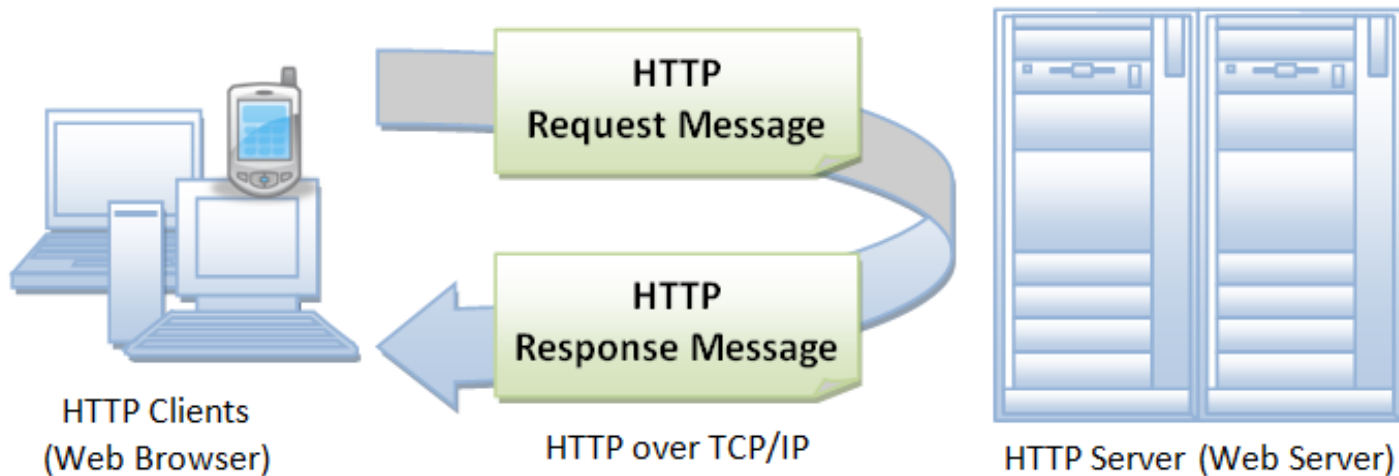 HTTP
Request Message
HTTP
Response Message
HTTP Clients
(Web Browser)
HTTP over TCP/IP
HTTP Server (Web Server)